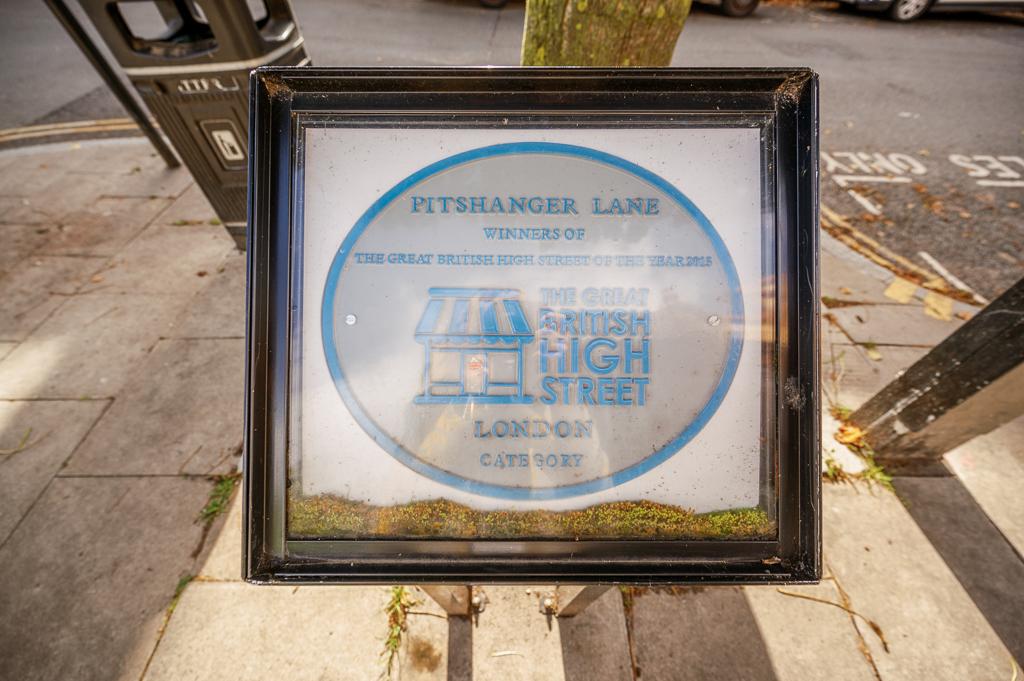 PITSHANGER LANE
WINNERS OF
THE GREAT BRITISH HIGH STREET OF THE YEAR 2015
THE GREAT
BRITISH
HIGH
STREET
LONDON
CATEGORY